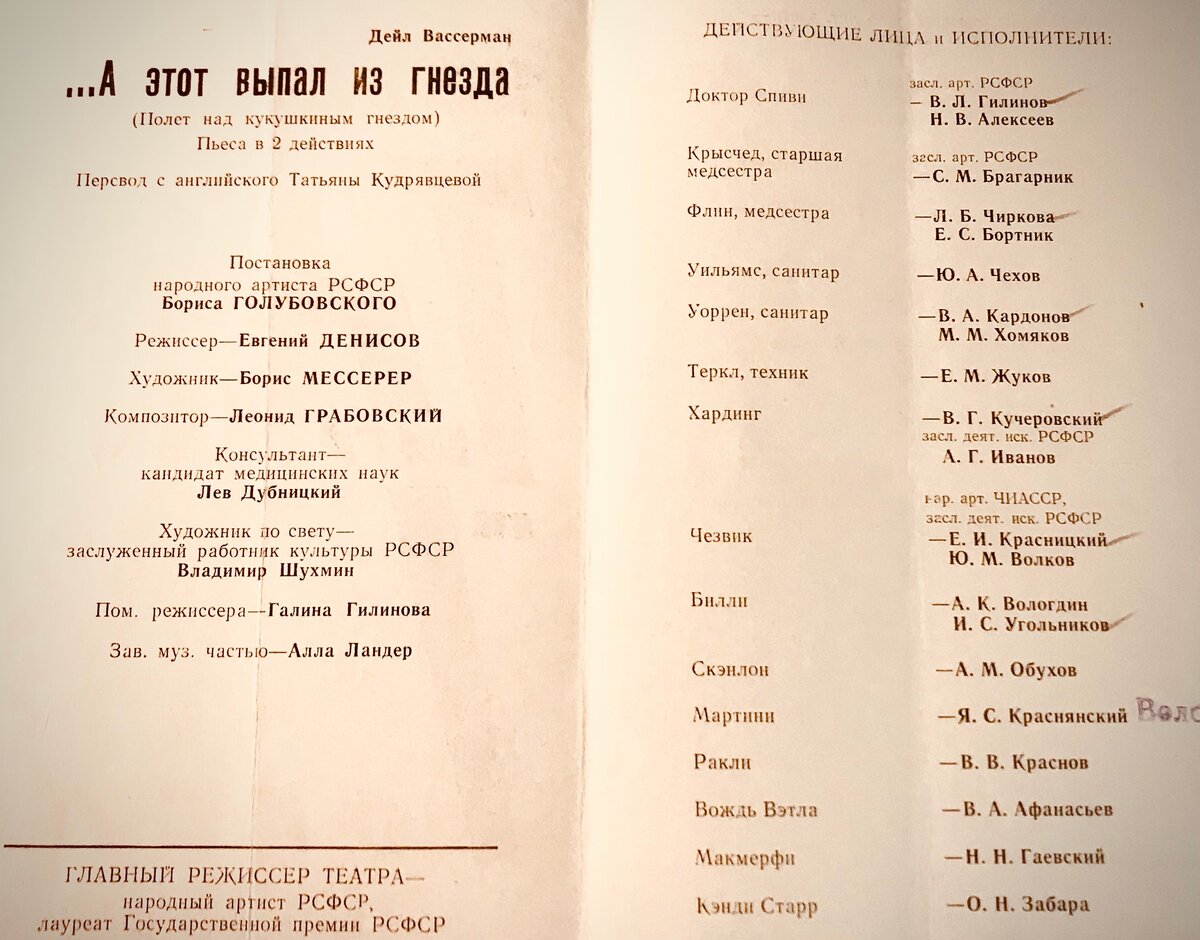 Дейл Вассерман
...А этот выпал из гнезда
(Полет над кукушкиным гнездом)
Пьеса в 2 действиях
Перевод с английского Татьяны Кудрявцевой
Постановка
народного артиста РСФСР
Бориса ГОЛУБОВСКОГО
Режиссер—Евгений ДЕНИСОВ
Художник—Борис МЕССЕРЕР
Композитор—Леонид ГРАБОВСКИЙ
Консультант—
кандидат медицинских наук
Лев Дубницкий
Художник по свету—
заслуженный работник культуры РСФСР
Владимир Шухмин
Пом. режиссера—Галина Гилинова
Зав. муз. частью—Алла Ландер
ГЛАВНЫЙ РЕЖИССЕР ТЕАТРА—
народный артист РСФСР,
лауреат Государственной премии РСФСР
ДЕЙСТВУЮЩИЕ ЛИЦА и ИСПОЛНИТЕЛИ:
засл. арт. РСФСР
Доктор Спиви — В. Л. Гилинов
Н. В. Алексеев
Крысчед, старшая засл. арт. РСФСР
медсестра —С. М. Брагарник
Флин, медсестра —Л. Б. Чиркова
Е. С. Бортник
Уильямс, санитар —Ю. А. Чехов
Уоррен, санитар —В. А. Кардонов
М. М. Хомяков
Теркл, техник —Е. М. Жуков
Хардинг —В. Г. Кучеровский
засл. деят. иск. РСФСР
А. Г. Иванов
нар. арт. ЧИАССР,
засл. деят. иск. РСФСР
Чезвик —Е. И. Красницкий
Ю. М. Волков
Билли —А. К. Вологдин
И. С. Угольников
Скэнлон —А. М. Обухов
Мартини —Я. С. Краснянский
Ракли —В. В. Краснов
Вождь Вэтла —В. А. Афанасьев
Макмерфи —Н. Н. Гаевский
Кэнди Старр —О. Н. Забара